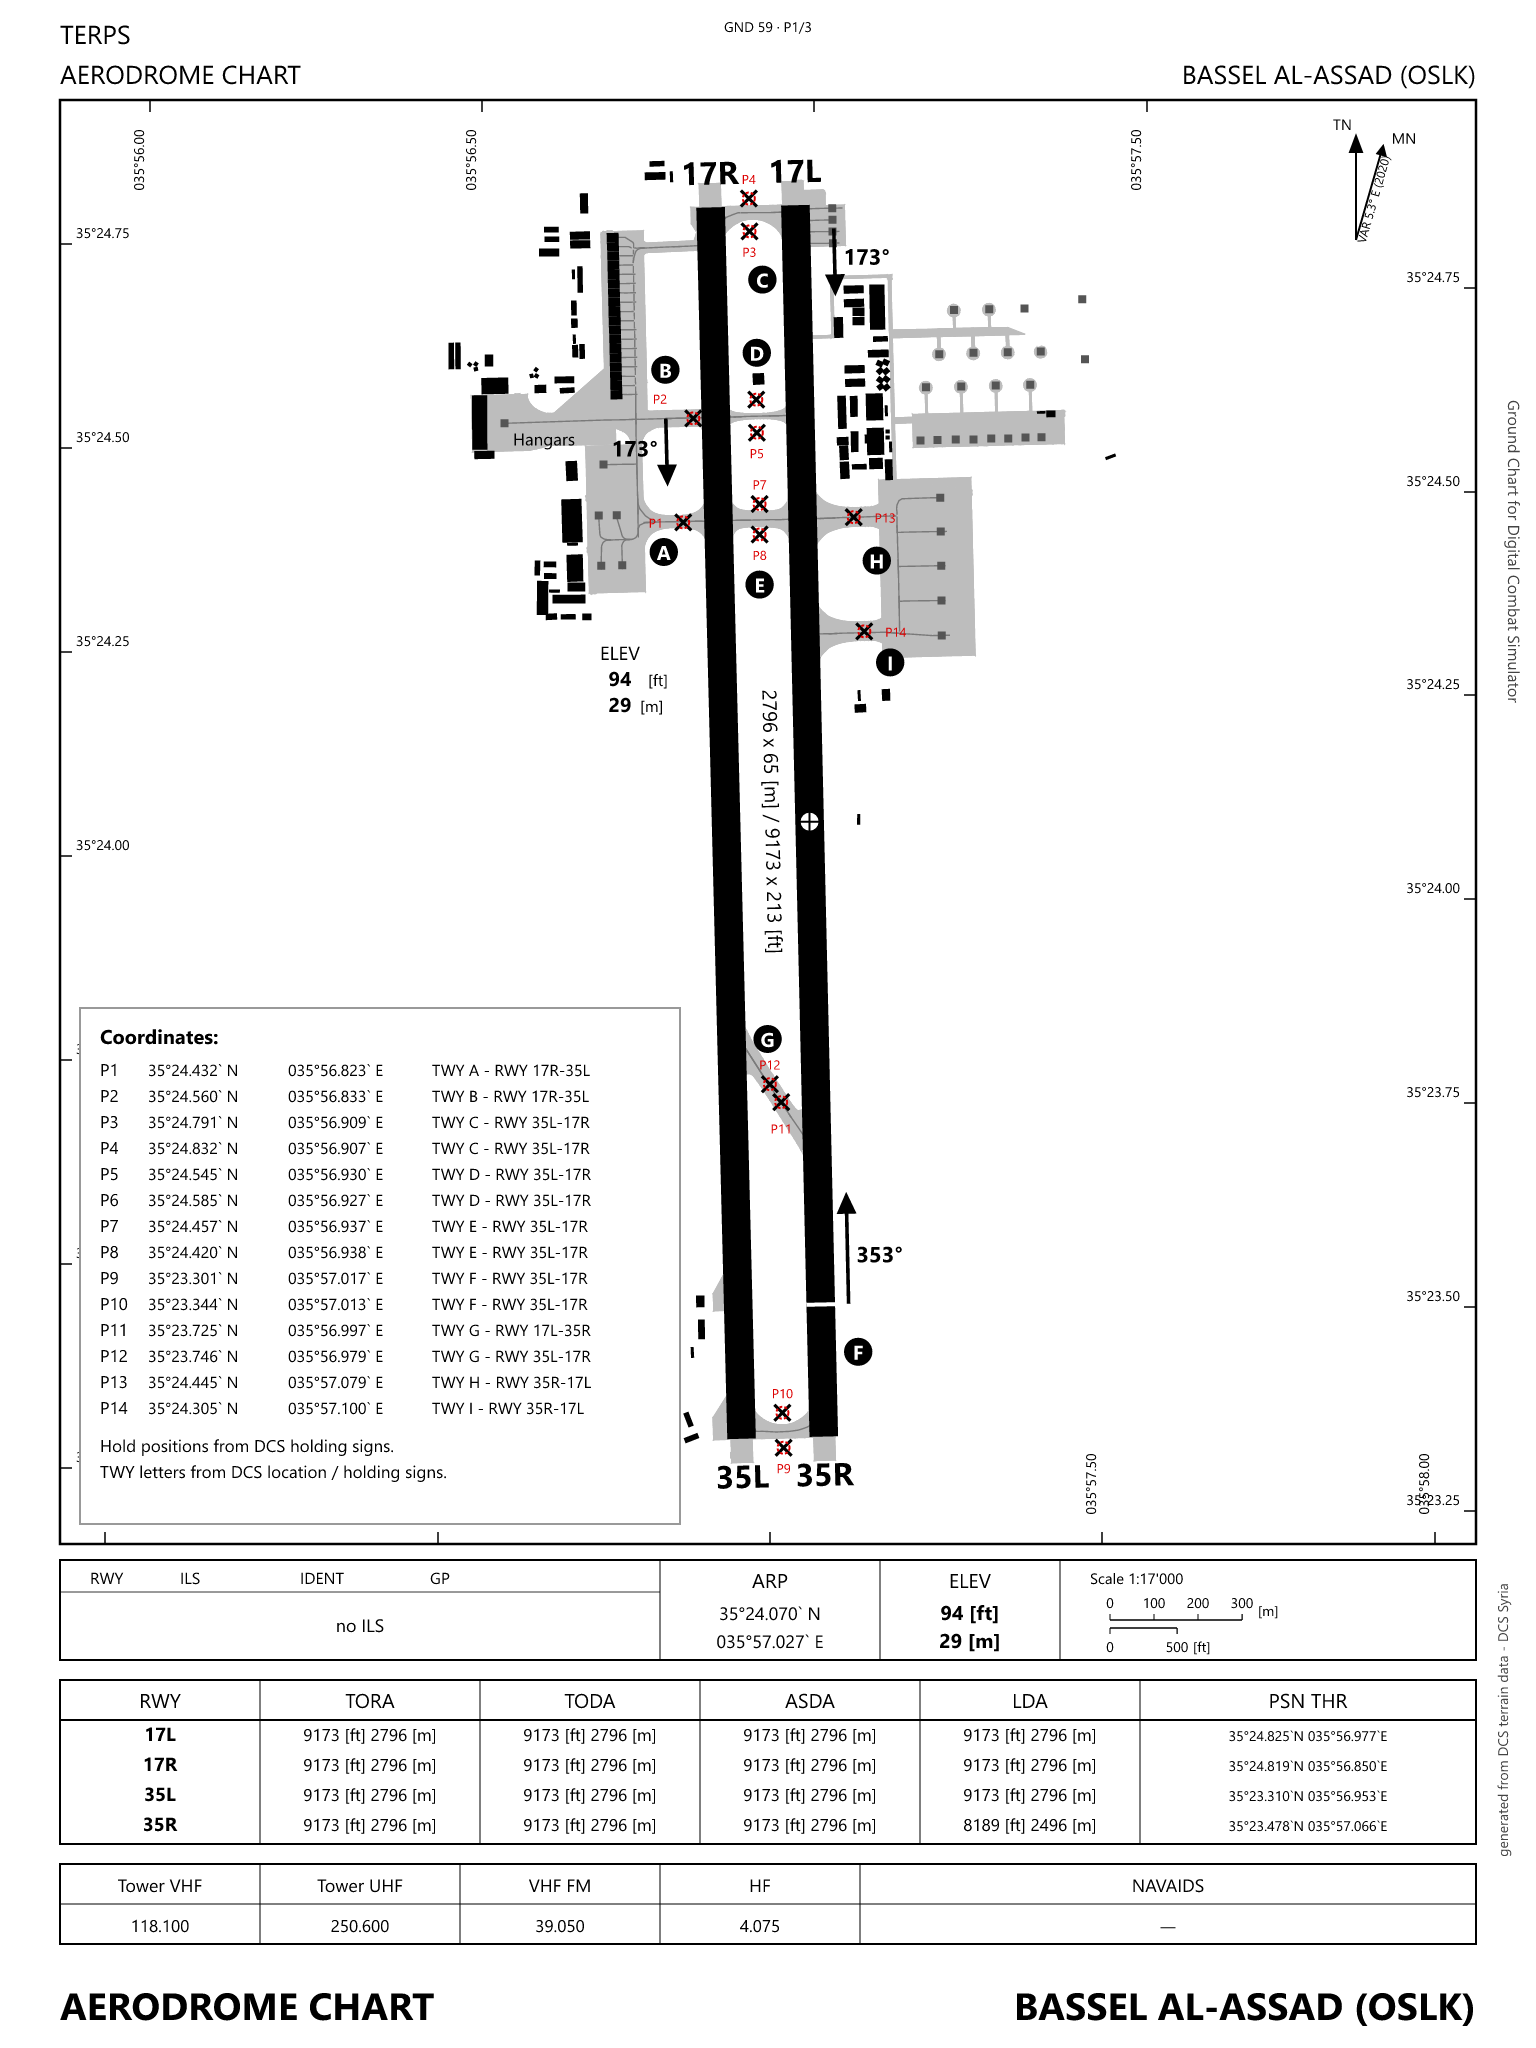 GND 59 · P1/3
TERPS
AERODROME CHART
BASSEL AL-ASSAD (OSLK)
035°56.00
035°56.50
035°57.50
TN
MN
VAR 5.3° E (2020)
17R
P4
17L
35°24.75
P3
173°
C
35°24.75
D
B
P2
35°24.50
Hangars
173°
P5
P7
35°24.50
P1
P13
A
P8
H
E
P14
35°24.25
ELEV
I
94 [ft]
29 [m]
35°24.25
2796 x 65 [m] / 9173 x 213 [ft]
35°24.00
35°24.00
G
P12
35°23.75
P11
353°
35°23.50
F
P10
P9
35L
35R
035°57.50
035°58.00
35°23.25
Coordinates:
P1 35°24.432` N 035°56.823` E TWY A - RWY 17R-35L
P2 35°24.560` N 035°56.833` E TWY B - RWY 17R-35L
P3 35°24.791` N 035°56.909` E TWY C - RWY 35L-17R
P4 35°24.832` N 035°56.907` E TWY C - RWY 35L-17R
P5 35°24.545` N 035°56.930` E TWY D - RWY 35L-17R
P6 35°24.585` N 035°56.927` E TWY D - RWY 35L-17R
P7 35°24.457` N 035°56.937` E TWY E - RWY 35L-17R
P8 35°24.420` N 035°56.938` E TWY E - RWY 35L-17R
P9 35°23.301` N 035°57.017` E TWY F - RWY 35L-17R
P10 35°23.344` N 035°57.013` E TWY F - RWY 35L-17R
P11 35°23.725` N 035°56.997` E TWY G - RWY 17L-35R
P12 35°23.746` N 035°56.979` E TWY G - RWY 35L-17R
P13 35°24.445` N 035°57.079` E TWY H - RWY 35R-17L
P14 35°24.305` N 035°57.100` E TWY I - RWY 35R-17L
Hold positions from DCS holding signs.
TWY letters from DCS location / holding signs.
Ground Chart for Digital Combat Simulator
RWY ILS IDENT GP
no ILS
ARP
35°24.070` N
035°57.027` E
ELEV
94 [ft]
29 [m]
Scale 1:17'000
0 100 200 300 [m]
0 500 [ft]
generated from DCS terrain data - DCS Syria
RWY TORA TODA ASDA LDA PSN THR
17L 9173 [ft] 2796 [m] 9173 [ft] 2796 [m] 9173 [ft] 2796 [m] 9173 [ft] 2796 [m] 35°24.825`N 035°56.977`E
17R 9173 [ft] 2796 [m] 9173 [ft] 2796 [m] 9173 [ft] 2796 [m] 9173 [ft] 2796 [m] 35°24.819`N 035°56.850`E
35L 9173 [ft] 2796 [m] 9173 [ft] 2796 [m] 9173 [ft] 2796 [m] 9173 [ft] 2796 [m] 35°23.310`N 035°56.953`E
35R 9173 [ft] 2796 [m] 9173 [ft] 2796 [m] 9173 [ft] 2796 [m] 8189 [ft] 2496 [m] 35°23.478`N 035°57.066`E
Tower VHF Tower UHF VHF FM HF NAVAIDS
118.100 250.600 39.050 4.075 —
AERODROME CHART
BASSEL AL-ASSAD (OSLK)